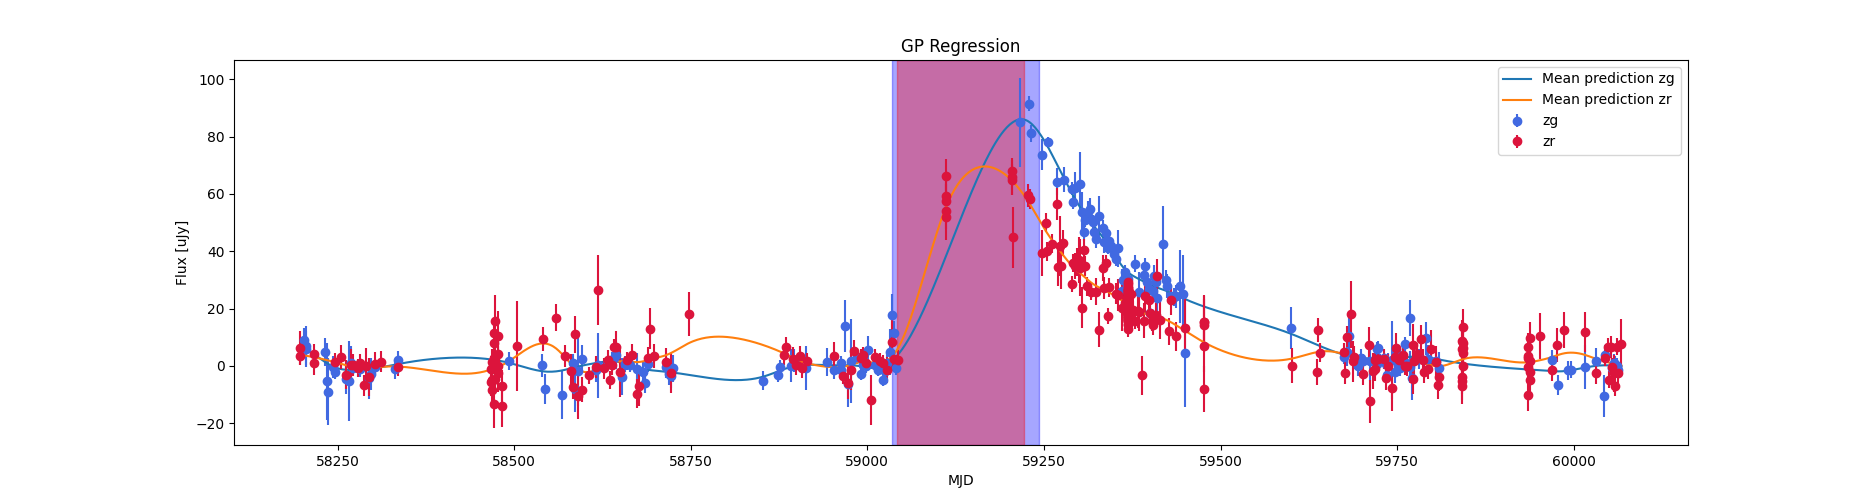 GP Regression
Flux [uJy]
100
80
60
40
20
0
−20
58250
58500
58750
59000
59250
59500
59750
60000
MJD
Mean prediction zg
Mean prediction zr
zg
zr